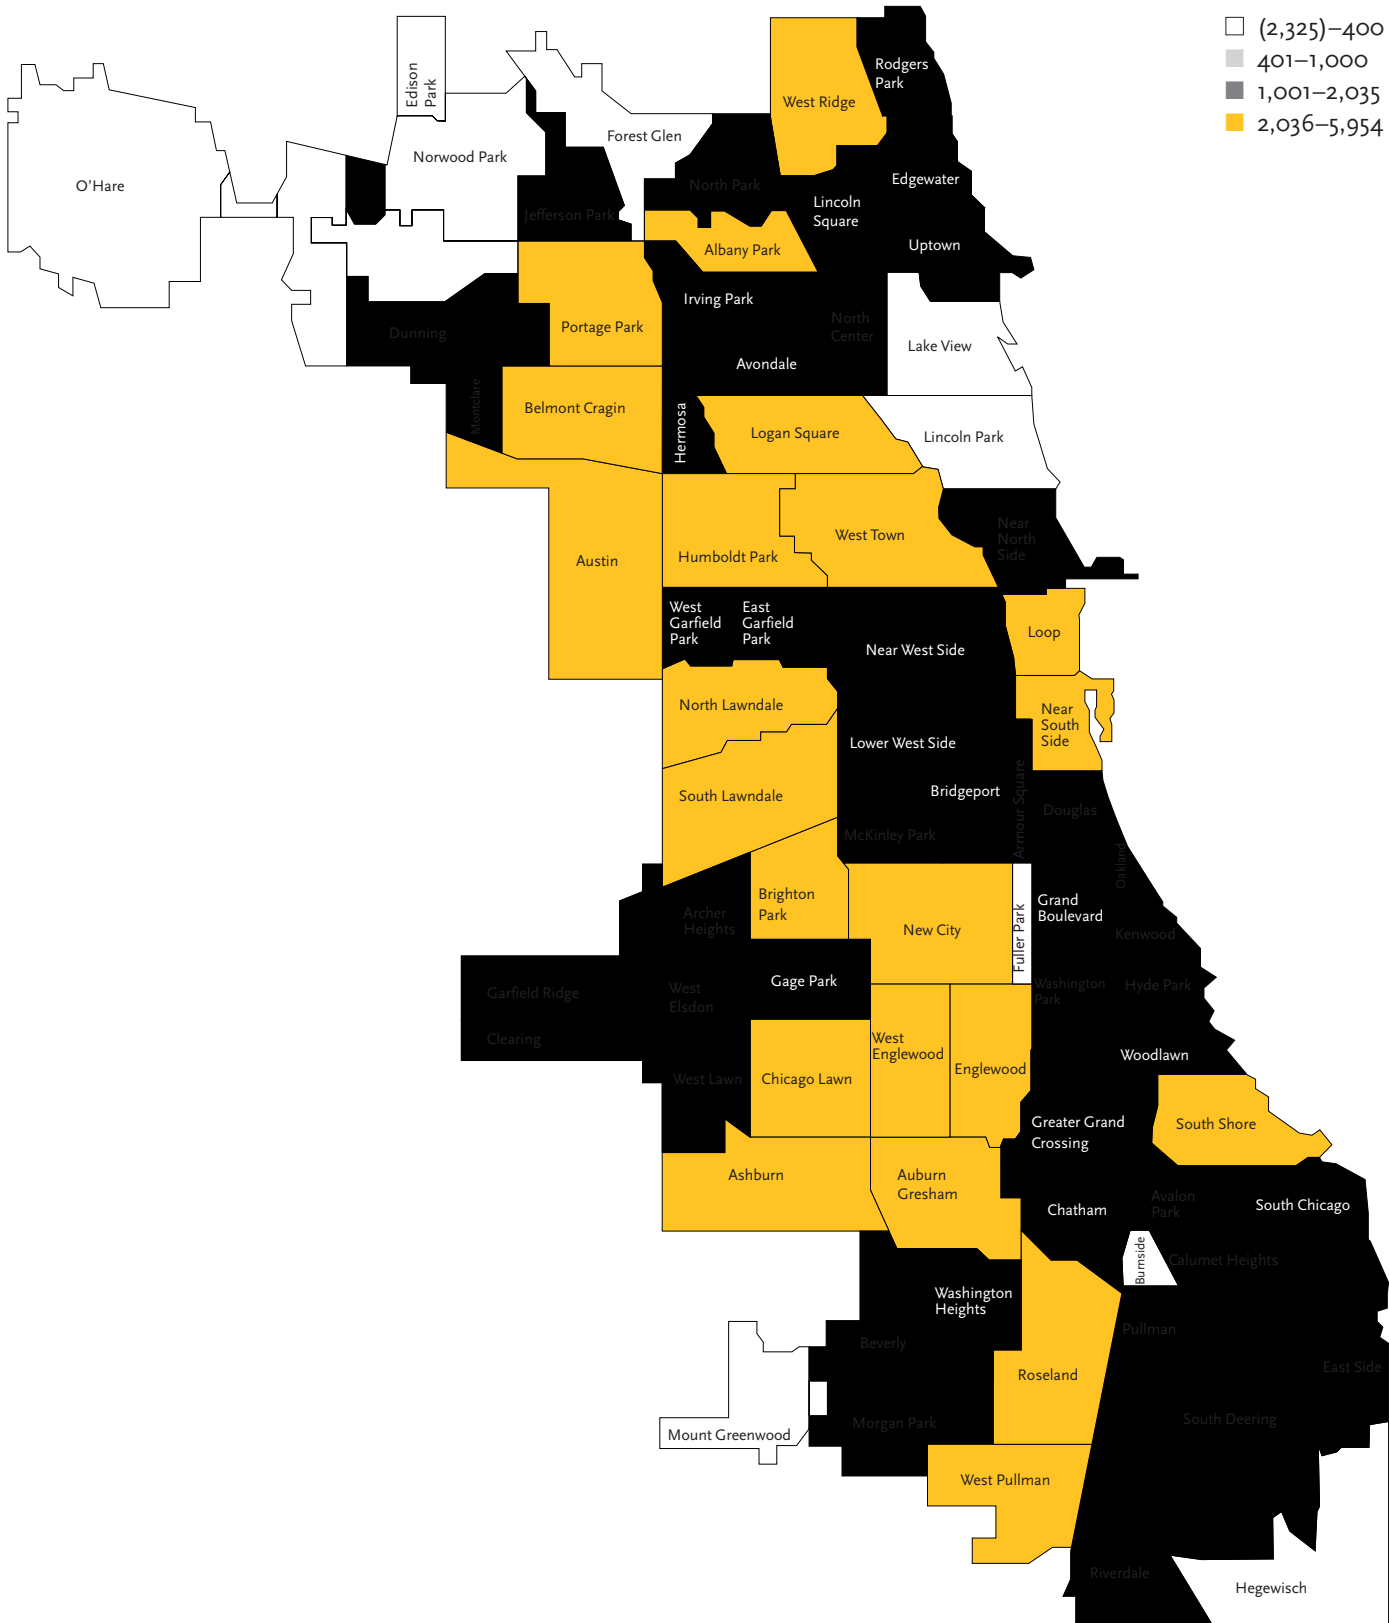 (2,325)–400
401–1,000
1,001–2,035
2,036–5,954
Edison
Park
Rodgers
Park
West Ridge
Forest Glen
Norwood Park
O'Hare
North Park
Edgewater
Jefferson Park
Lincoln
Square
Albany Park
Uptown
Irving Park
Portage Park
North
Center
Dunning
Lake View
Avondale
Montclare
Belmont Cragin
Hermosa
Logan Square
Lincoln Park
Near
North
Side
West Town
Humboldt Park
Austin
West
Garfield
Park
East
Garfield
Park
Loop
Near West Side
North Lawndale
Near
South
Side
Lower West Side
South Lawndale
Bridgeport
Armour Square
Douglas
McKinley Park
Oakland
Brighton
Park
Archer
Heights
Grand
Boulevard
New City
Fuller Park
Kenwood
Gage Park
Garfield Ridge
West
Elsdon
Washington
Park
Hyde Park
Clearing
West
Englewood
Woodlawn
West Lawn
Chicago Lawn
Englewood
Greater Grand
Crossing
South Shore
Ashburn
Auburn
Gresham
Chatham
Avalon
Park
South Chicago
Burnside
Calumet Heights
Washington
Heights
Pullman
Beverly
East Side
Roseland
South Deering
Morgan Park
Mount Greenwood
West Pullman
Riverdale
Hegewisch